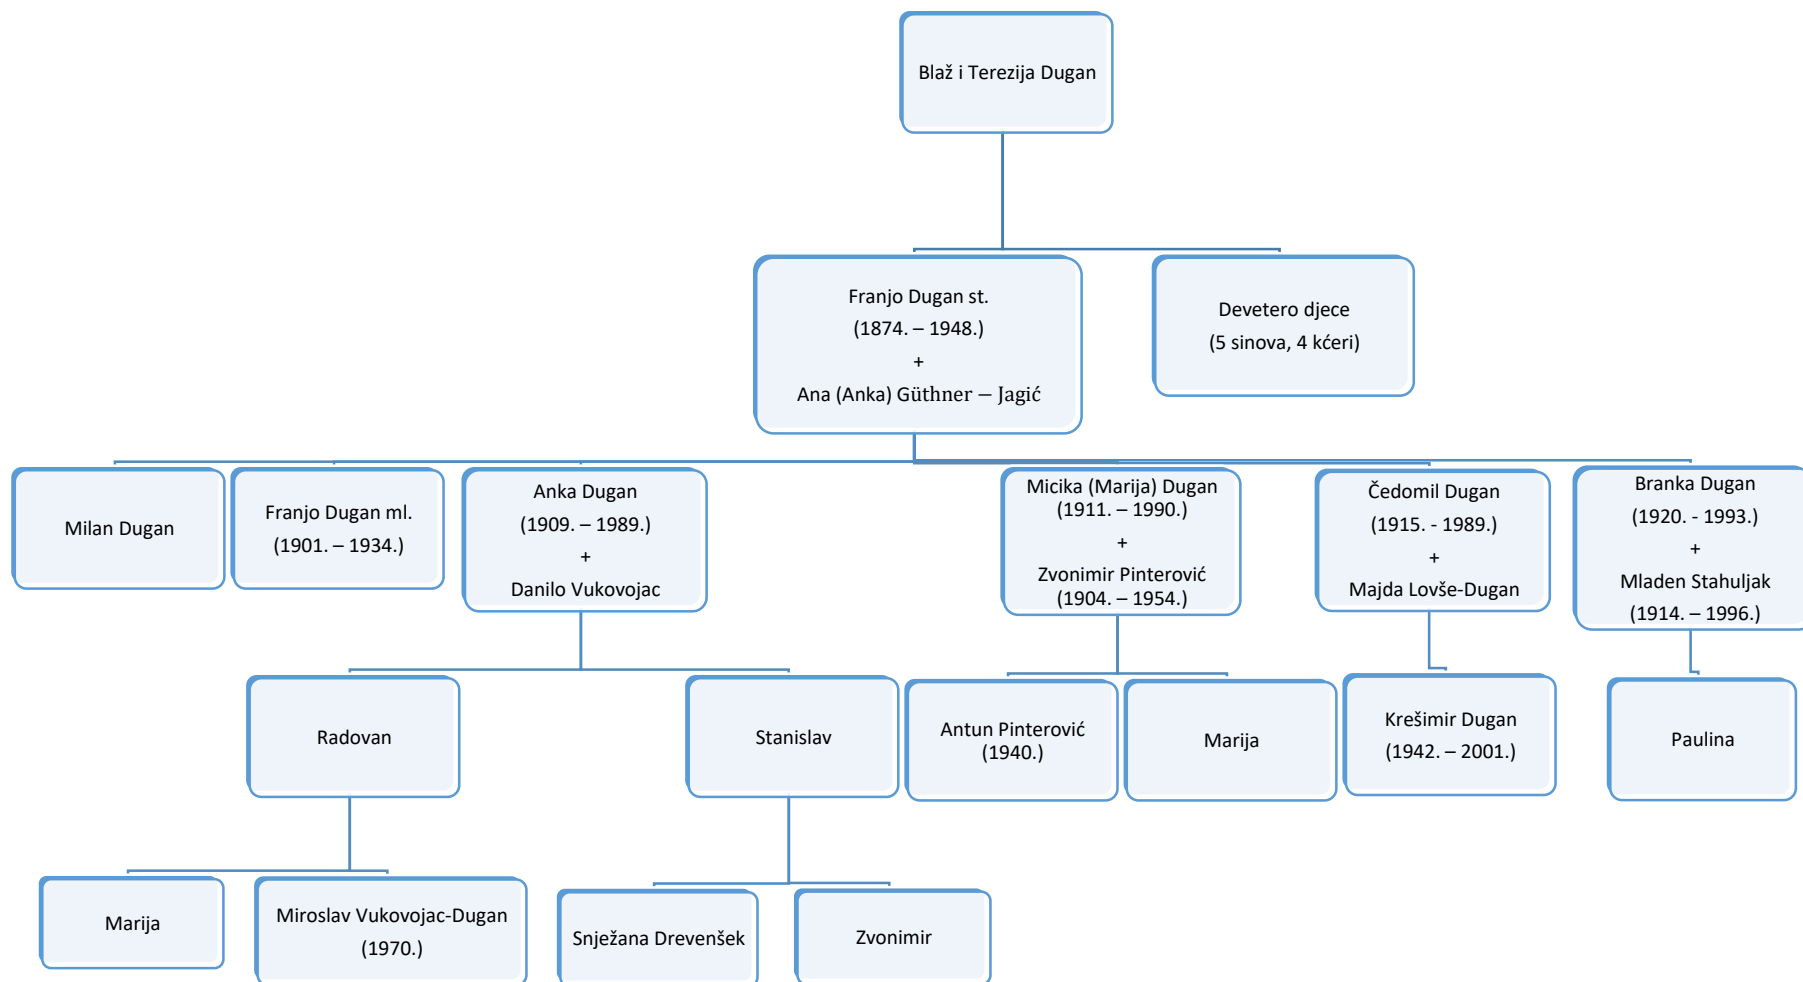 Blaž i Terezija Dugan
Franjo Dugan st.
(1874. – 1948.)
+
Ana (Anka) Güthner – Jagić
Devetero djece
(5 sinova, 4 kćeri)
Milan Dugan
Franjo Dugan ml.
(1901. – 1934.)
Anka Dugan
(1909. – 1989.)
+
Danilo Vukovojac
Micika (Marija) Dugan
(1911. – 1990.)
+
Zvonimir Pinterović
(1904. – 1954.)
Čedomil Dugan
(1915. - 1989.)
+
Majda Lovše-Dugan
Branka Dugan
(1920. - 1993.)
+
Mladen Stahuljak
(1914. – 1996.)
Radovan
Stanislav
Antun Pinterović
(1940.)
Marija
Krešimir Dugan
(1942. – 2001.)
Paulina
Marija
Miroslav Vukovojac-Dugan
(1970.)
Snježana Drevenšek
Zvonimir